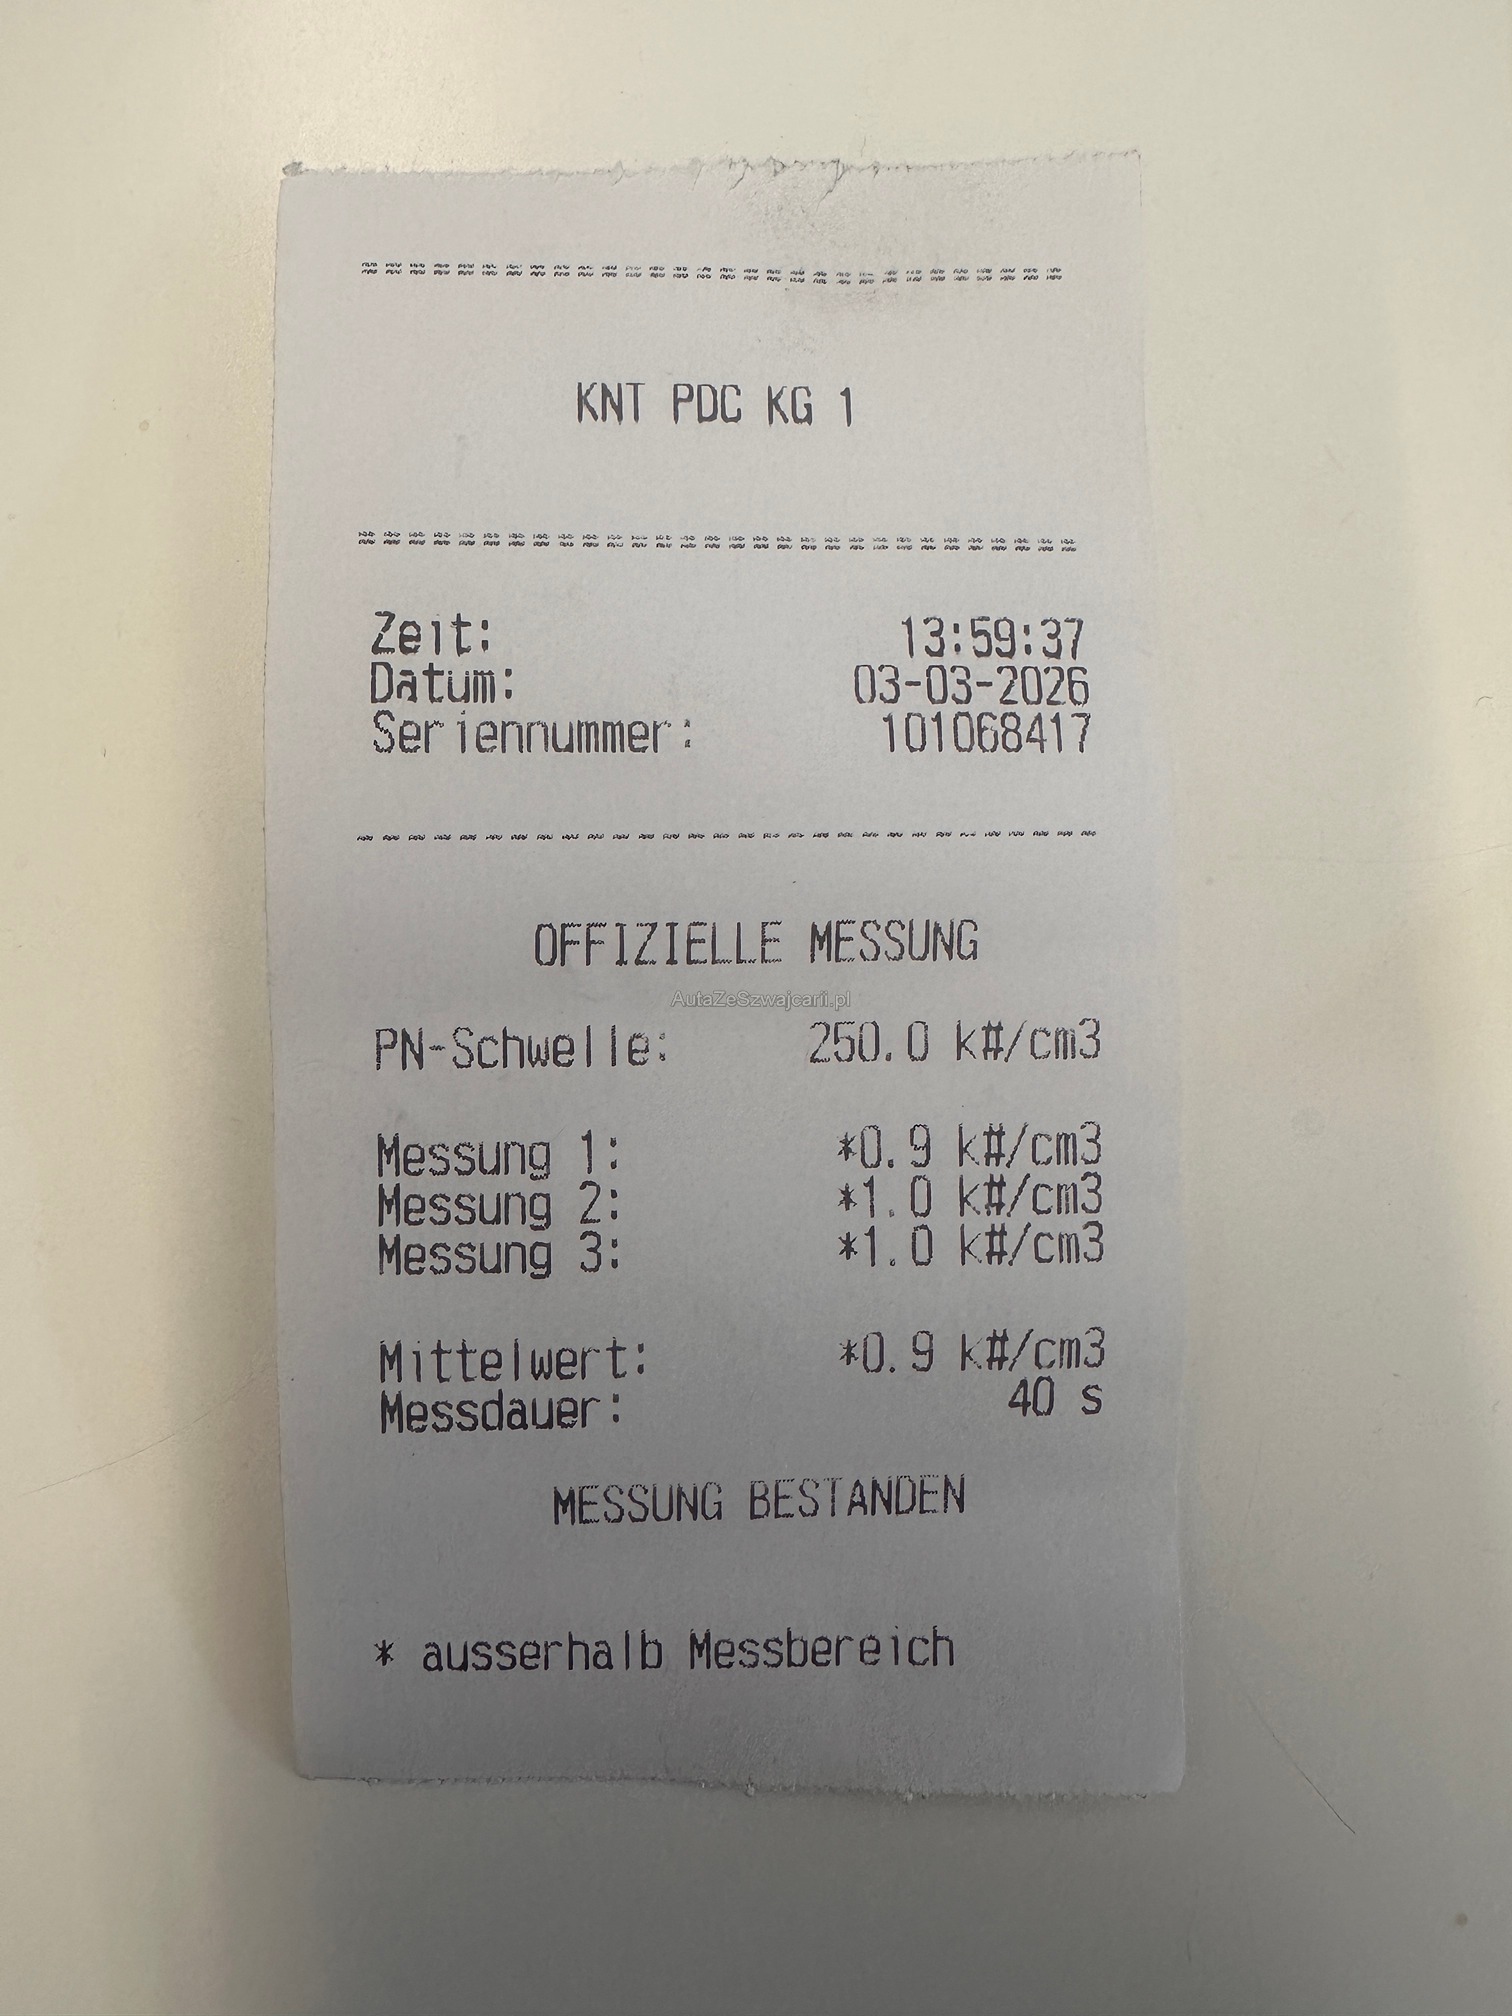 ================================
KNT PDC KG 1
================================
Zeit: 13:59:37
Datum: 03-03-2026
Seriennummer: 101068417
--------------------------------
OFFIZIELLE MESSUNG
AutaZeSzwajcarii.pl
PN-Schwelle: 250.0 k#/cm3
Messung 1: *0.9 k#/cm3
Messung 2: *1.0 k#/cm3
Messung 3: *1.0 k#/cm3
Mittelwert: *0.9 k#/cm3
Messdauer: 40 s
MESSUNG BESTANDEN
* ausserhalb Messbereich